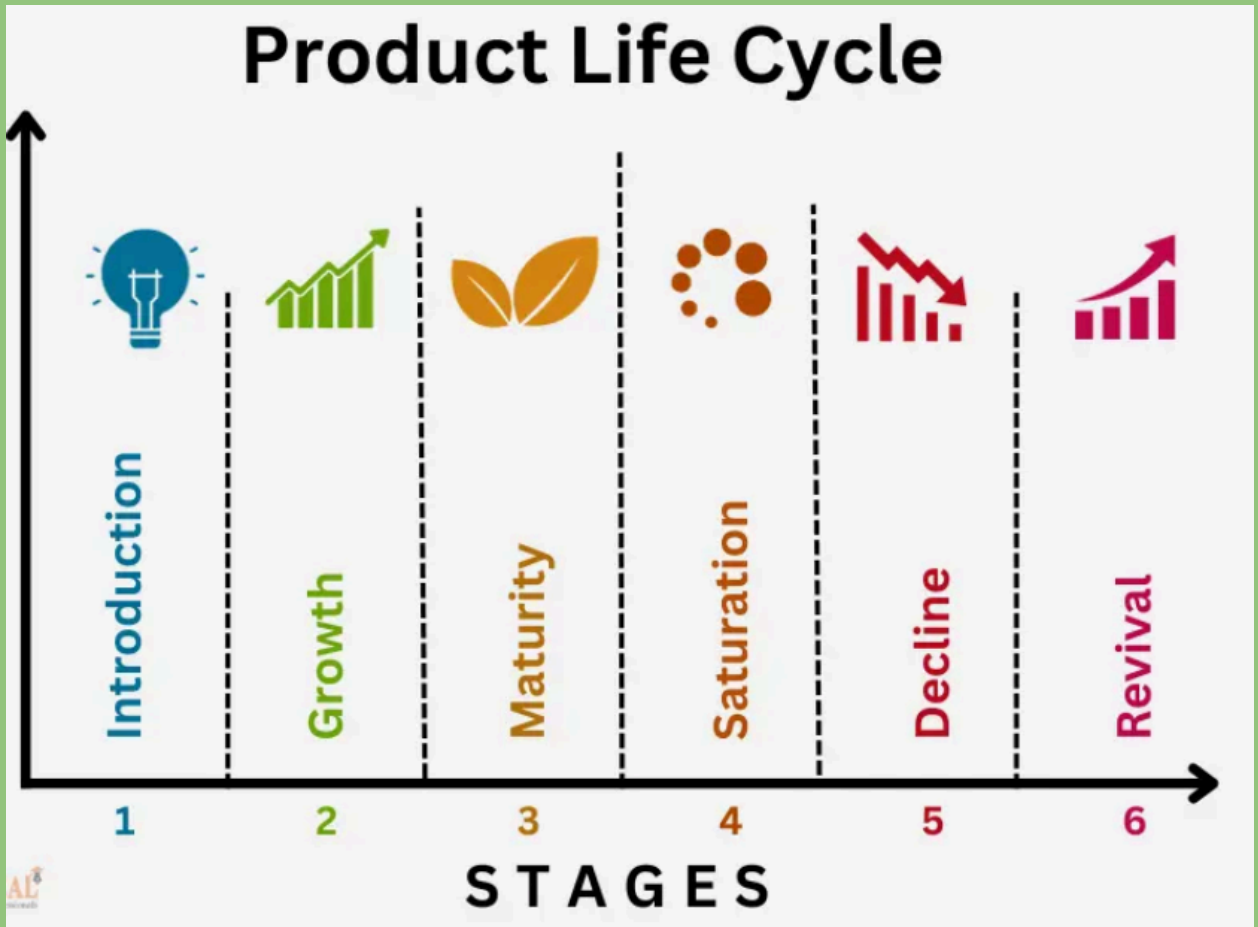 Product Life Cycle
Introduction
Growth
Maturity
Saturation
Decline
Revival
1
2
3
4
5
6
STAGES
AL